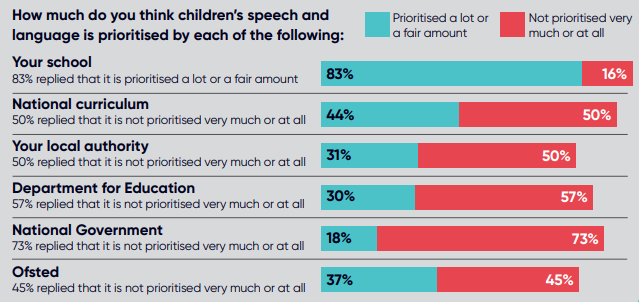 How much do you think children's speech and
language is prioritised by each of the following:
Prioritised a lot or
a fair amount
Not prioritised very
much or at all
Your school
83% replied that it is prioritised a lot or a fair amount
83%
16%
National curriculum
50% replied that it is not prioritised very much or at all
44%
50%
Your local authority
50% replied that it is not prioritised very much or at all
31%
50%
Department for Education
57% replied that it is not prioritised very much or at all
30%
57%
National Government
73% replied that it is not prioritised very much or at all
18%
73%
Ofsted
45% replied that it is not prioritised very much or at all
37%
45%